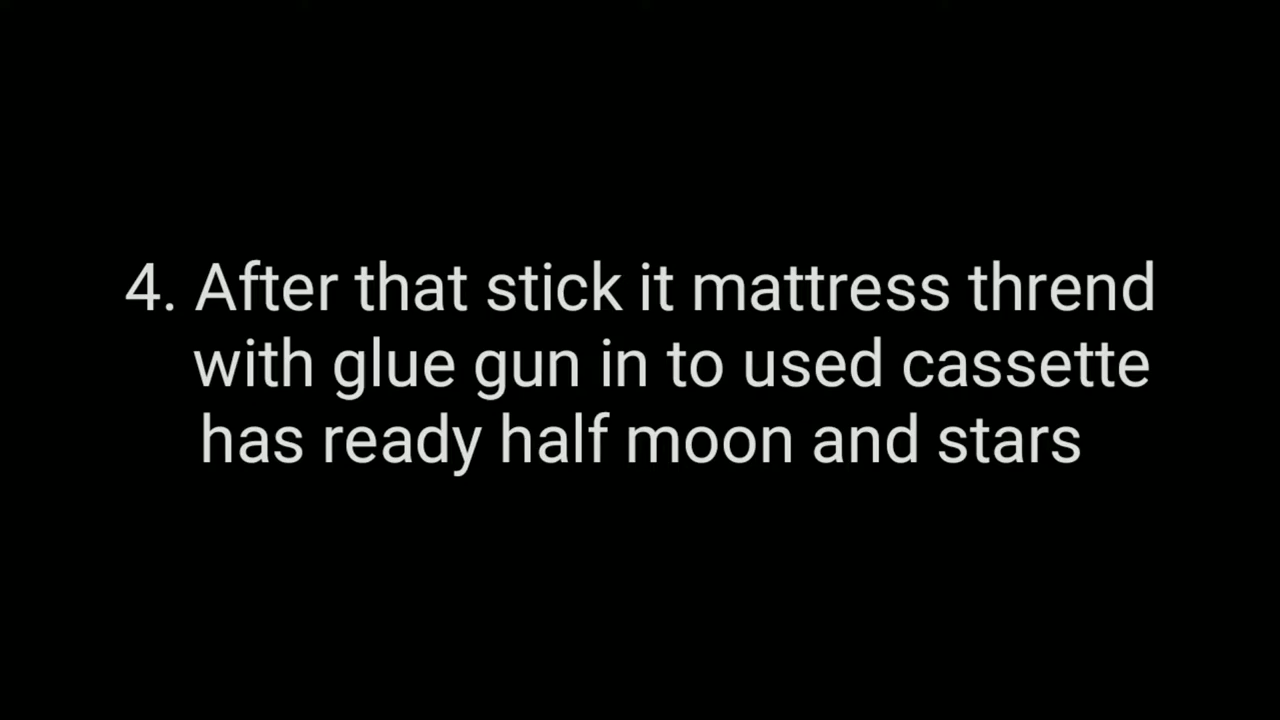 4. After that stick it mattress thrend
with glue gun in to used cassette
has ready half moon and stars